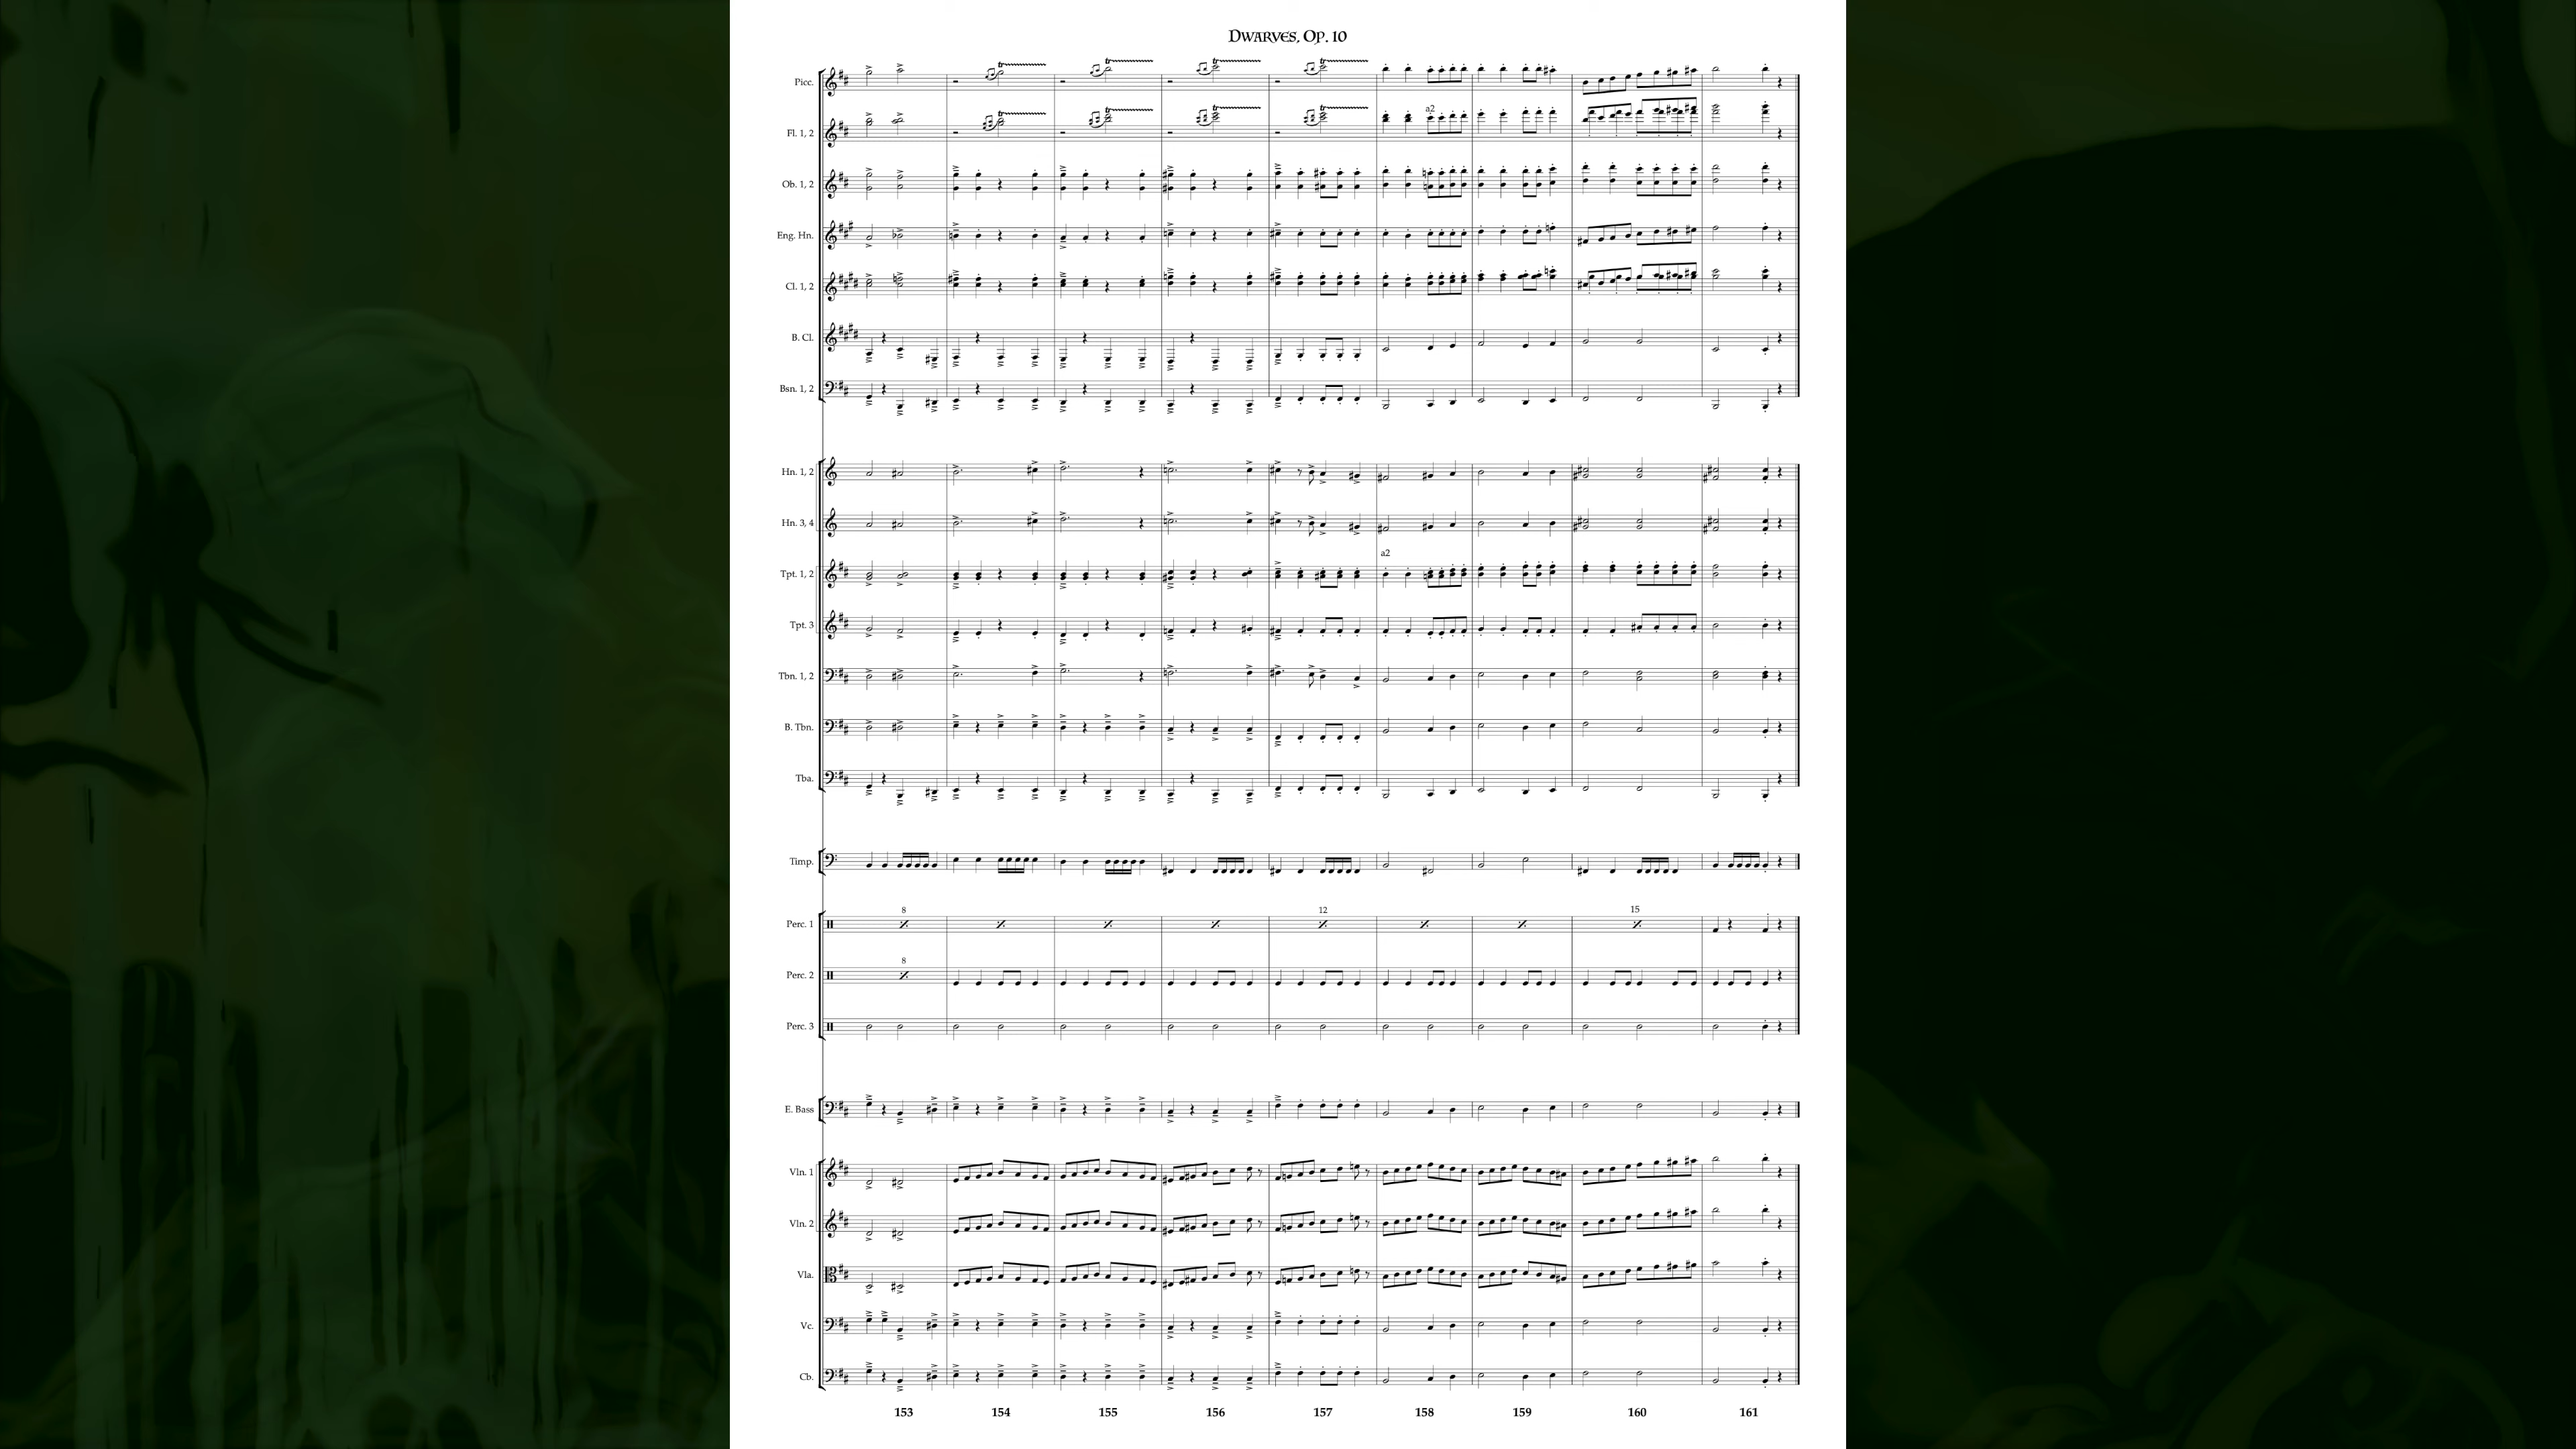 Dwarves, Op. 10
Picc.
Fl. 1, 2
a2
Ob. 1, 2
Eng. Hn.
Cl. 1, 2
B. Cl.
Bsn. 1, 2
Hn. 1, 2
Hn. 3, 4
a2
Tpt. 1, 2
Tpt. 3
Tbn. 1, 2
B. Tbn.
Tba.
Timp.
8 12 15
Perc. 1
8
Perc. 2
Perc. 3
E. Bass
Vln. 1
Vln. 2
Vla.
Vc.
Cb.
153 154 155 156 157 158 159 160 161